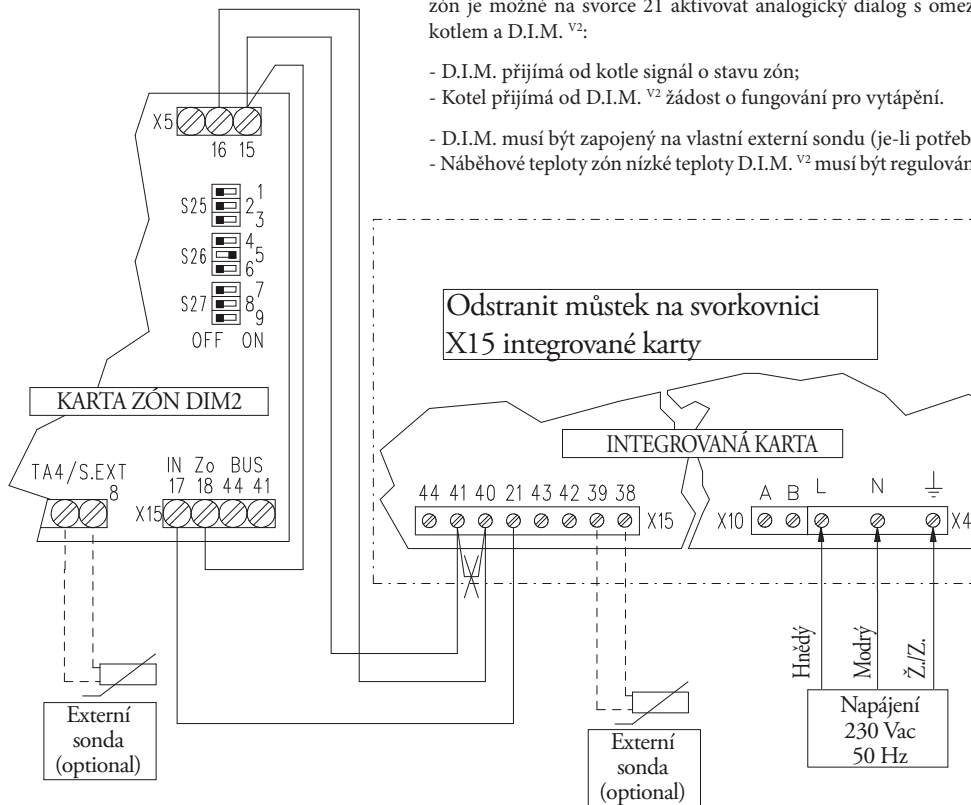 zón je možné na svorce 21 aktivovat analogický dialog s omez
kotlem a D.I.M. V2:
- D.I.M. přijímá od kotle signál o stavu zón;
- Kotel přijímá od D.I.M. V2 žádost o fungování pro vytápění.
- D.I.M. musí být zapojený na vlastní externí sondu (je-li potřeb
- Náběhové teploty zón nízké teploty D.I.M. V2 musí být regulován
X5
16 15
S25
1
2
3
S26
4
5
6
S27
7
8
9
OFF ON
Odstranit můstek na svorkovnici
X15 integrované karty
KARTA ZÓN DIM2
INTEGROVANÁ KARTA
TA4/S.EXT
8
IN Zo BUS
17 18 44 41
X15
44 41 40 21 43 42 39 38
X15
A B L N
X10
X4
Hnědý
Modrý
Ž./Z.
Externí
sonda
(optional)
Externí
sonda
(optional)
Napájení
230 Vac
50 Hz